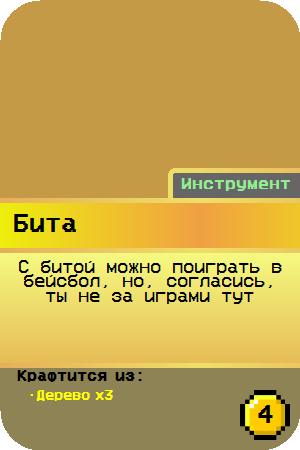 Инструмент
Бита
С битой можно поиграть в
бейсбол, но, согласись,
ты не за играми тут
Крафтится из:
·Дерево x3
4